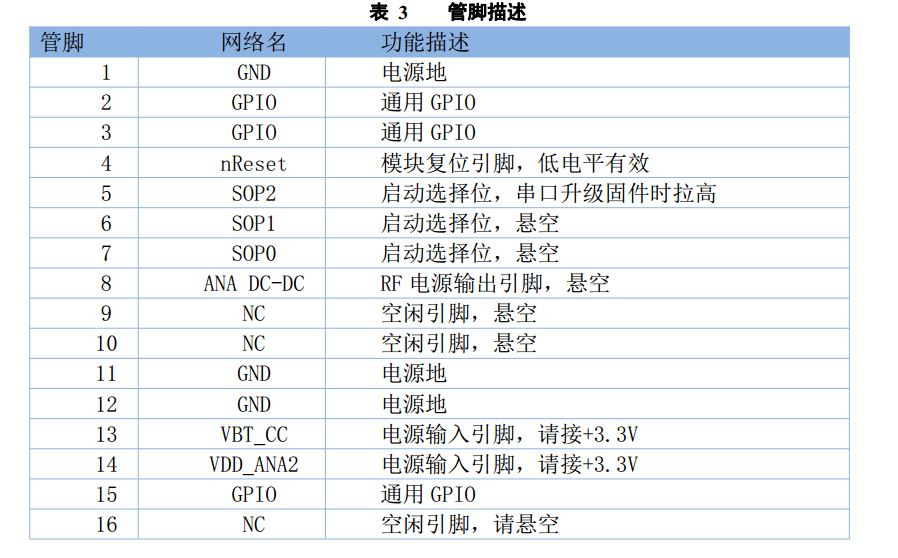 表 3 管脚描述
管脚 网络名 功能描述
1 GND 电源地
2 GPIO 通用 GPIO
3 GPIO 通用 GPIO
4 nReset 模块复位引脚，低电平有效
5 SOP2 启动选择位，串口升级固件时拉高
6 SOP1 启动选择位，悬空
7 SOP0 启动选择位，悬空
8 ANA DC-DC RF 电源输出引脚，悬空
9 NC 空闲引脚，悬空
10 NC 空闲引脚，悬空
11 GND 电源地
12 GND 电源地
13 VBT_CC 电源输入引脚，请接+3.3V
14 VDD_ANA2 电源输入引脚，请接+3.3V
15 GPIO 通用 GPIO
16 NC 空闲引脚，请悬空